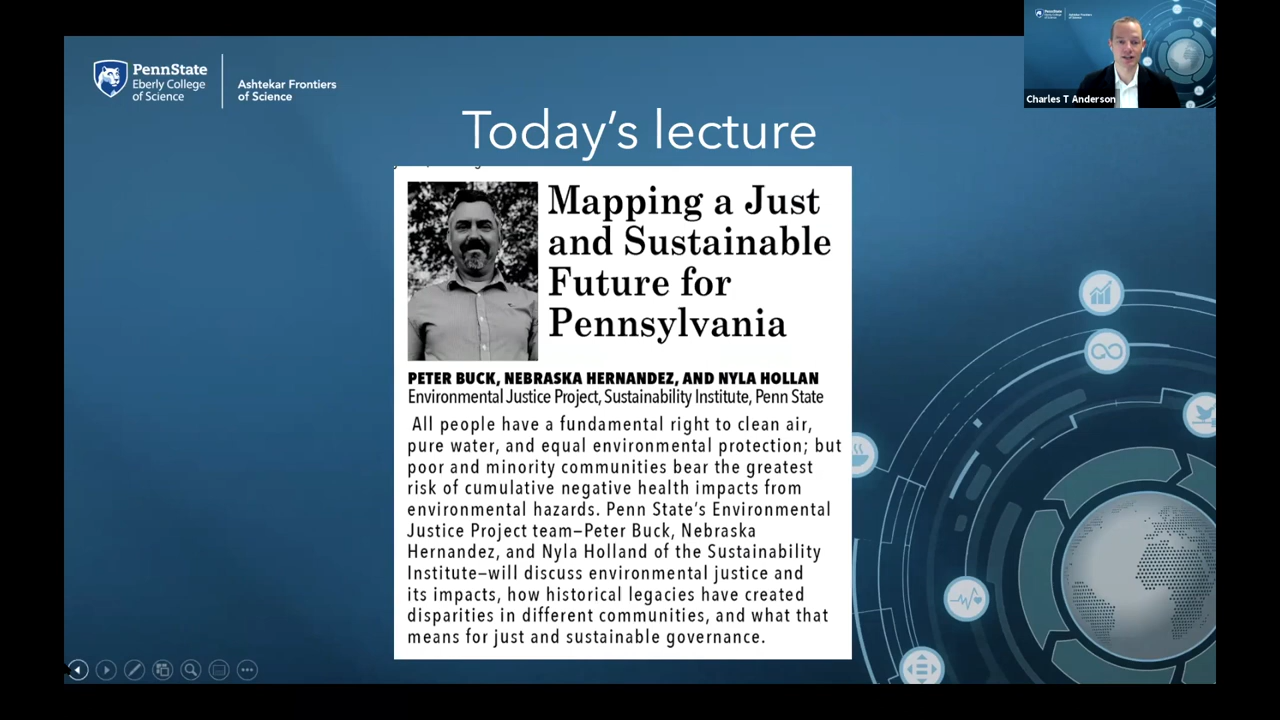 PennState
Eberly College
of Science
Ashtekar Frontiers
of Science
Charles T Anderson
Today's lecture
Mapping a Just
and Sustainable
Future for
Pennsylvania
PETER BUCK, NEBRASKA HERNANDEZ, AND NYLA HOLLAN
Environmental Justice Project, Sustainability Institute, Penn State
All people have a fundamental right to clean air,
pure water, and equal environmental protection; but
poor and minority communities bear the greatest
risk of cumulative negative health impacts from
environmental hazards. Penn State's Environmental
Justice Project team—Peter Buck, Nebraska
Hernandez, and Nyla Holland of the Sustainability
Institute—will discuss environmental justice and
its impacts, how historical legacies have created
disparities in different communities, and what that
means for just and sustainable governance.